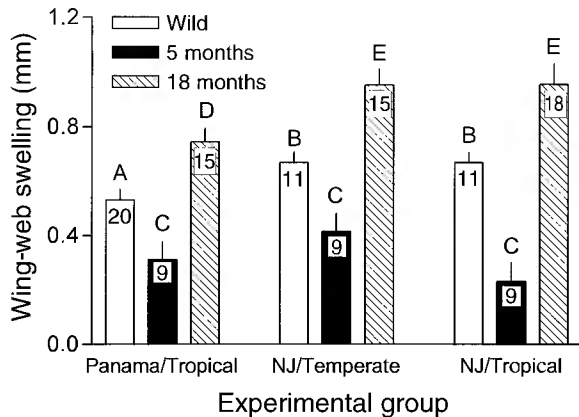 Wing-web swelling (mm)
1.2
0.8
0.4
0.0
Wild
5 months
18 months
A
20
C
9
D
15
B
11
C
9
E
15
B
11
C
9
E
18
Panama/Tropical NJ/Temperate NJ/Tropical
Experimental group